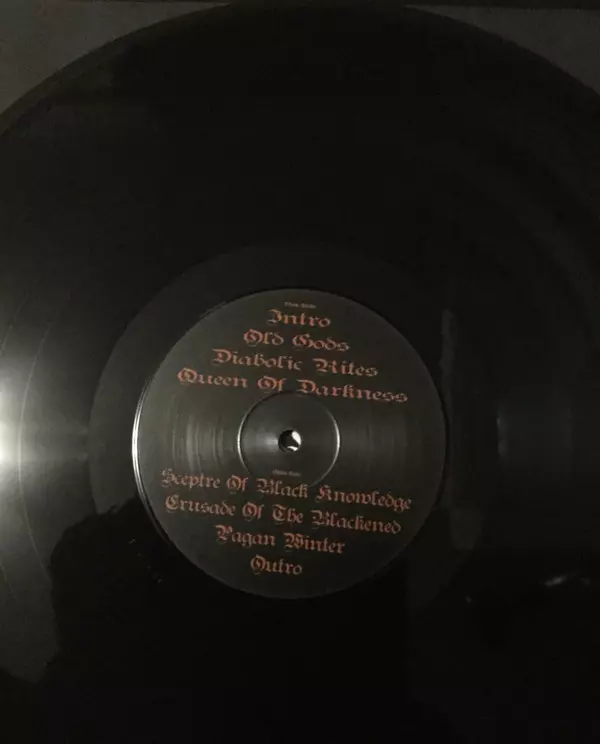 Intro
Old Gods
Diabolic Rites
Queen Of Darkness
Sceptre Of Black Knowledge
Crusade Of The Blackened
Pagan Winter
Outro